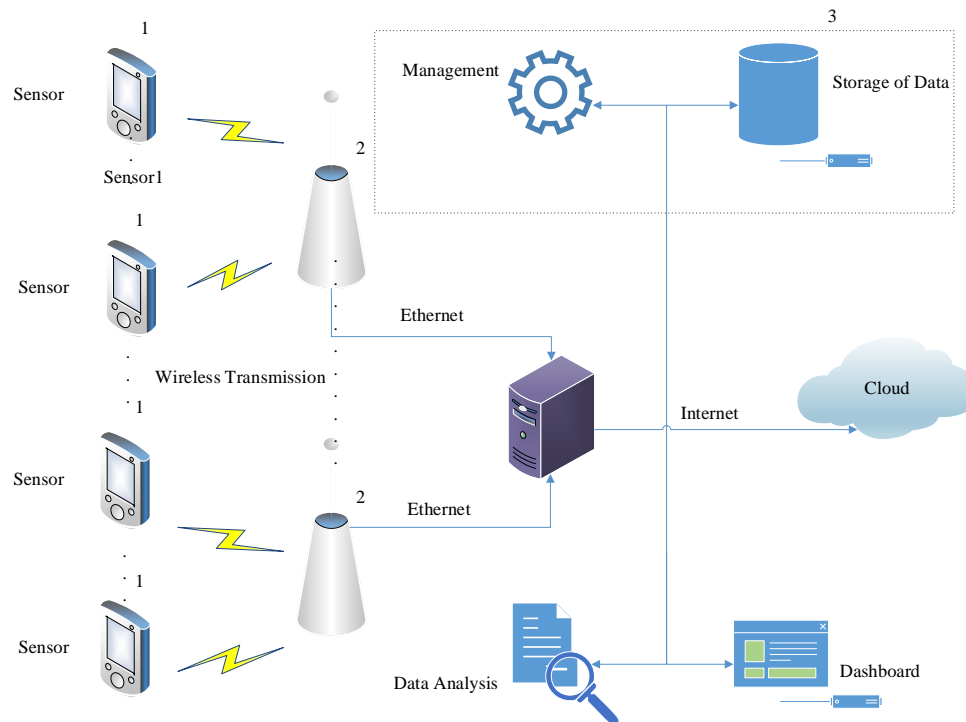 1
3
Management
Storage of Data
Sensor
2
Sensor1
1
Sensor
Ethernet
Wireless Transmission
Cloud
1
Internet
Sensor
2
Ethernet
1
Sensor
Data Analysis
Dashboard